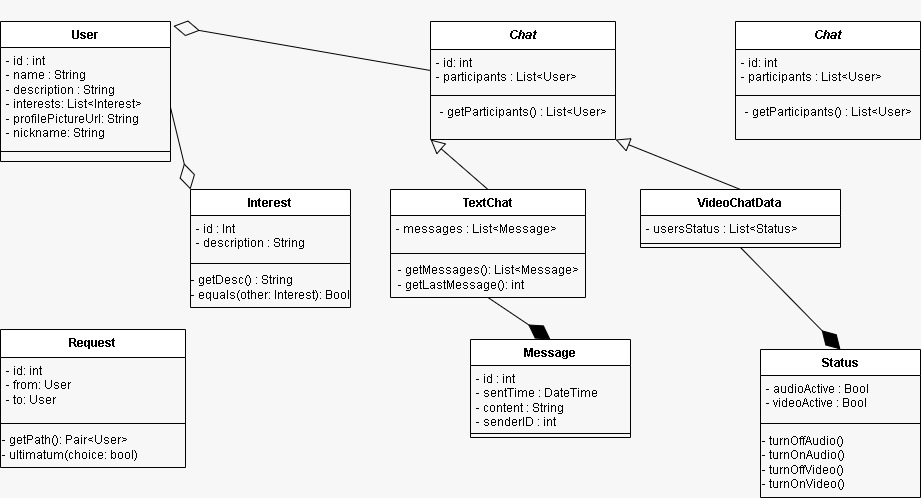 User
- id : int
- name : String
- description : String
- interests: List<Interest>
- profilePictureUrl: String
- nickname: String
Chat
- id: int
- participants : List<User>
- getParticipants() : List<User>
Chat
- id: int
- participants : List<User>
- getParticipants() : List<User>
Interest
- id : Int
- description : String
- getDesc() : String
- equals(other: Interest): Bool
TextChat
- messages : List<Message>
- getMessages(): List<Message>
- getLastMessage(): int
VideoChatData
- usersStatus : List<Status>
Request
- id: int
- from: User
- to: User
- getPath(): Pair<User>
- ultimatum(choice: bool)
Message
- id : int
- sentTime : DateTime
- content : String
- senderID : int
Status
- audioActive : Bool
- videoActive : Bool
- turnOffAudio()
- turnOnAudio()
- turnOffVideo()
- turnOnVideo()